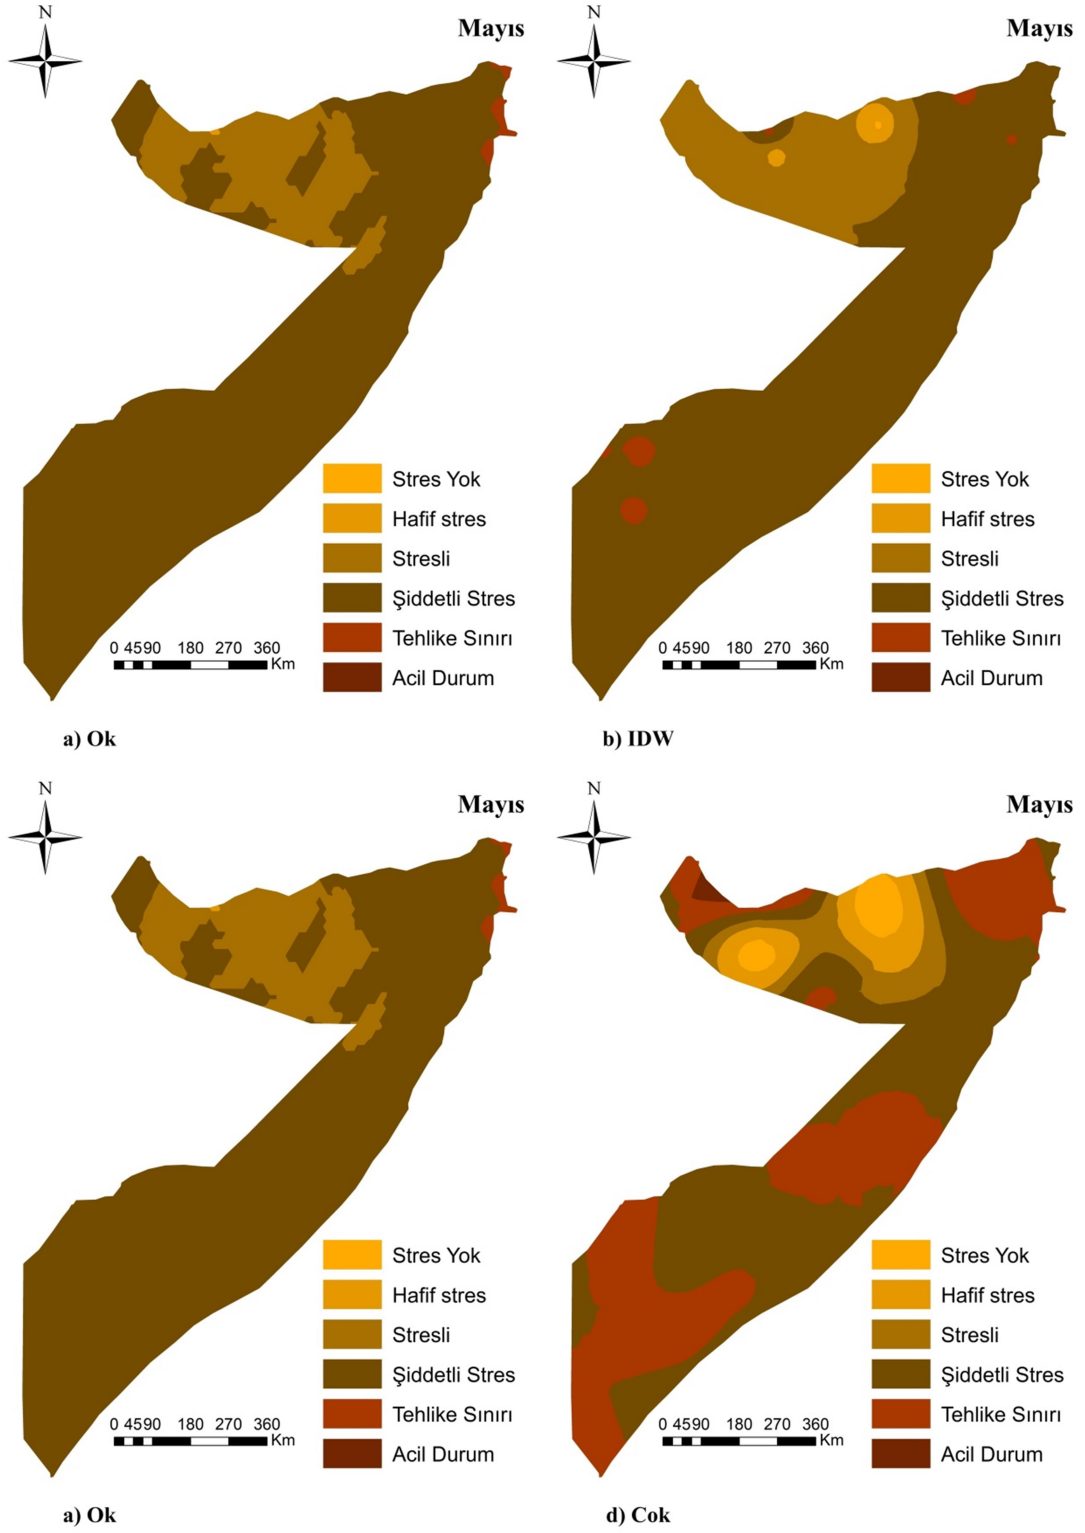 N
Mayıs
Stres Yok
Hafif stres
Stresli
Şiddetli Stres
Tehlike Sınırı
Acil Durum
0 4590 180 270 360
Km
a) Ok
N
Mayıs
Stres Yok
Hafif stres
Stresli
Şiddetli Stres
Tehlike Sınırı
Acil Durum
0 4590 180 270 360
Km
b) IDW
N
Mayıs
Stres Yok
Hafif stres
Stresli
Şiddetli Stres
Tehlike Sınırı
Acil Durum
0 4590 180 270 360
Km
a) Ok
N
Mayıs
Stres Yok
Hafif stres
Stresli
Şiddetli Stres
Tehlike Sınırı
Acil Durum
0 4590 180 270 360
Km
d) Cok